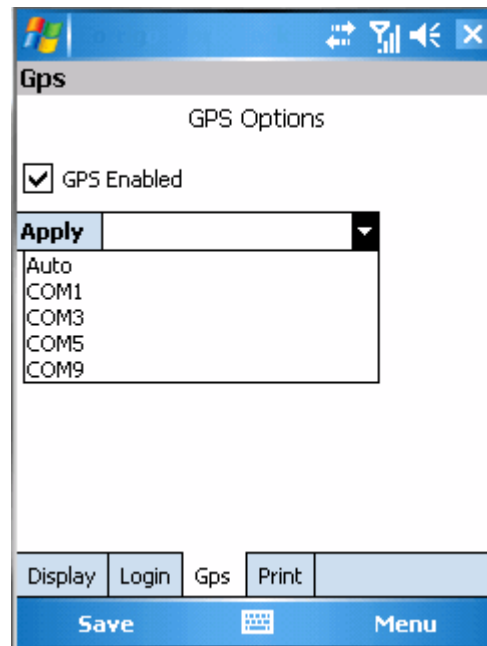 Gps
GPS Options
GPS Enabled
Apply
Auto
COM1
COM3
COM5
COM9
Display Login Gps Print
Save Menu